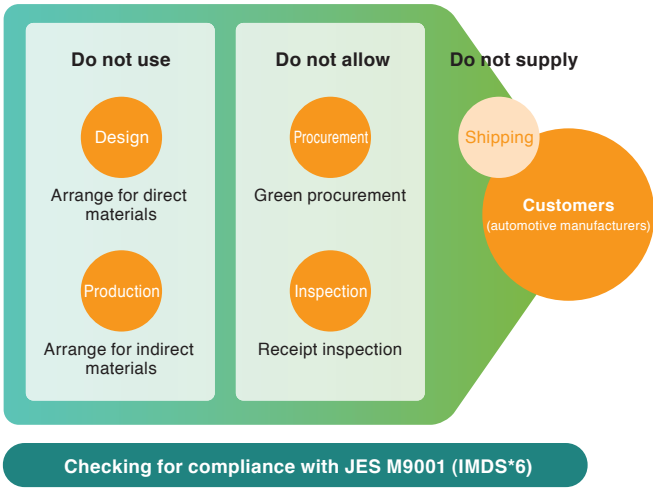 Do not use
Design
Arrange for direct
materials
Production
Arrange for indirect
materials
Do not allow
Procurement
Green procurement
Inspection
Receipt inspection
Do not supply
Shipping
Customers
(automotive manufacturers)
Checking for compliance with JES M9001 (IMDS*6)